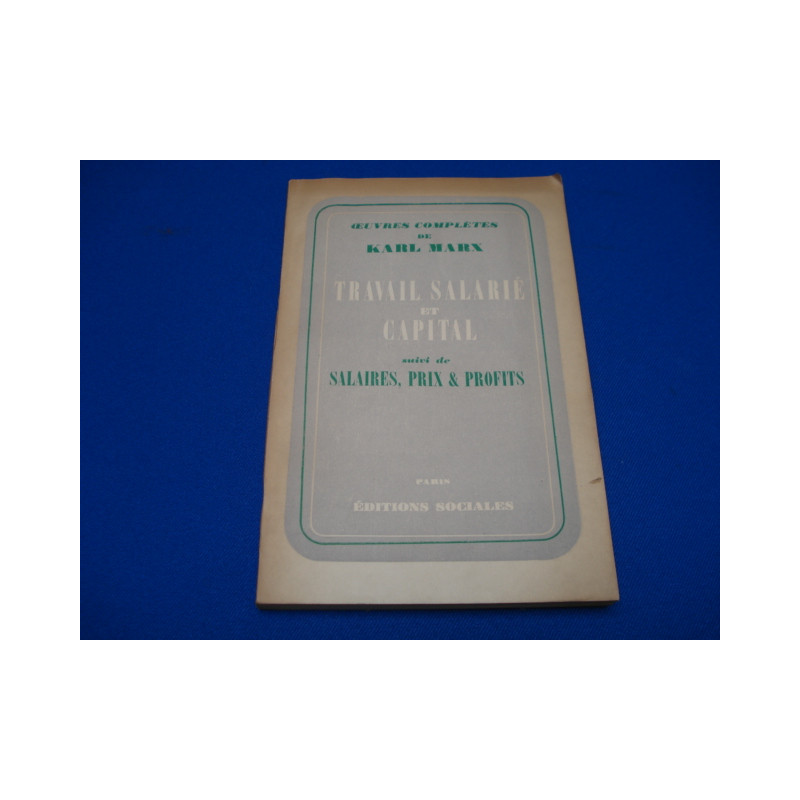 ŒUVRES COMPLÈTES
DE
KARL MARX
TRAVAIL SALARIÉ
ET
CAPITAL
suivi de
SALAIRES, PRIX & PROFITS
PARIS
ÉDITIONS SOCIALES